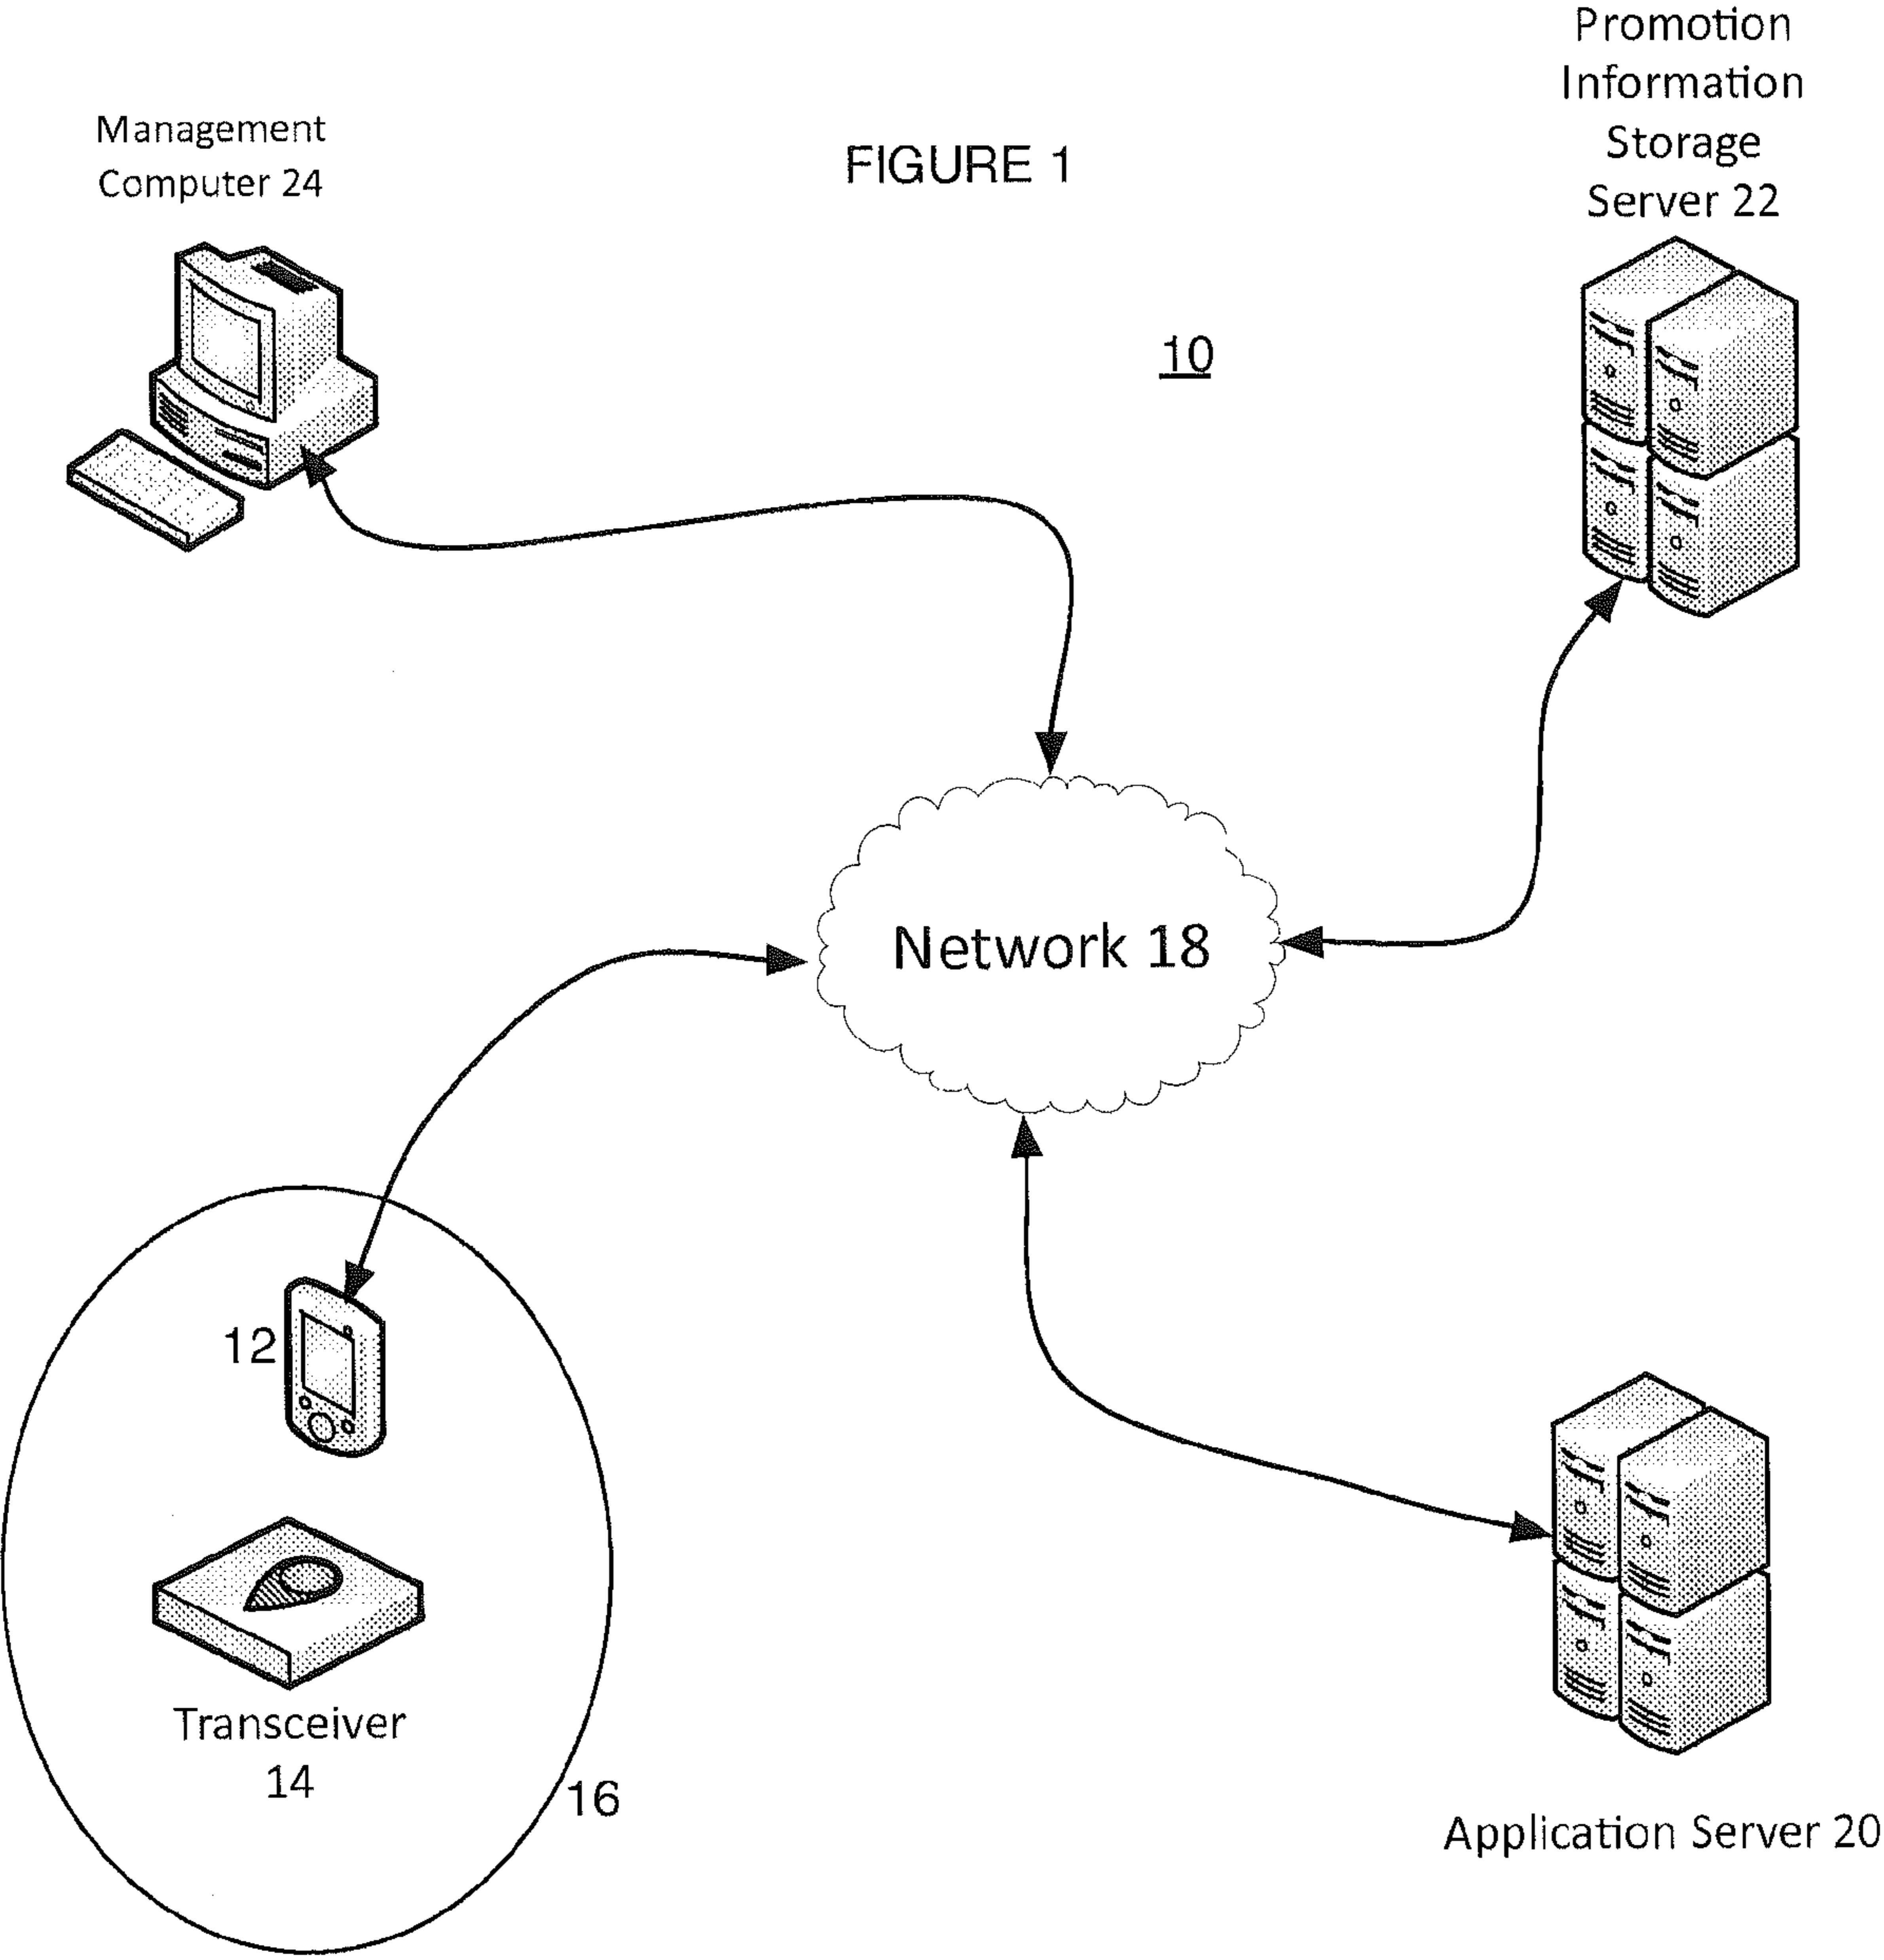 Promotion
Information
Storage
Server 22
Management
Computer 24
FIGURE 1
10
Network 18
12
Transceiver
14
16
Application Server 20